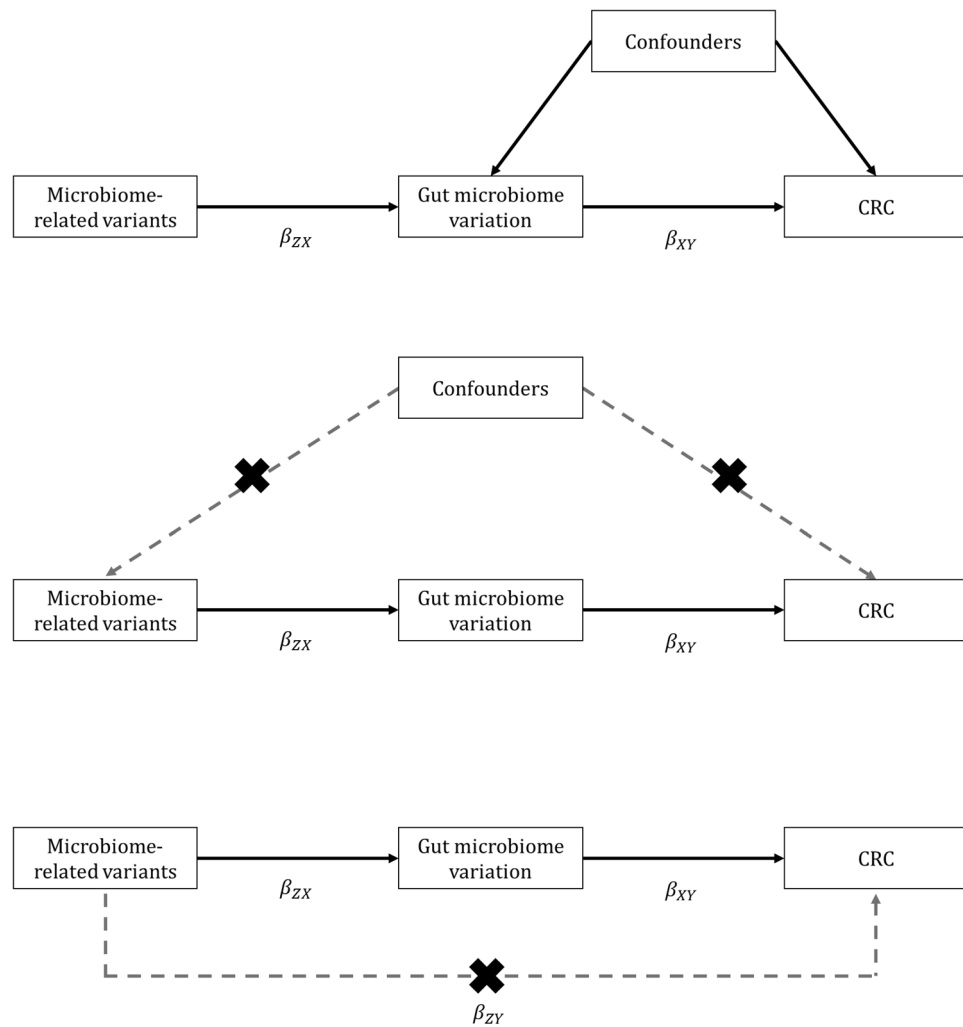 Confounders
Microbiome-
related variants
Gut microbiome
variation
CRC
β_ZX
β_XY
Confounders
Microbiome-
related variants
Gut microbiome
variation
CRC
β_ZX
β_XY
Microbiome-
related variants
Gut microbiome
variation
CRC
β_ZX
β_XY
β_ZY